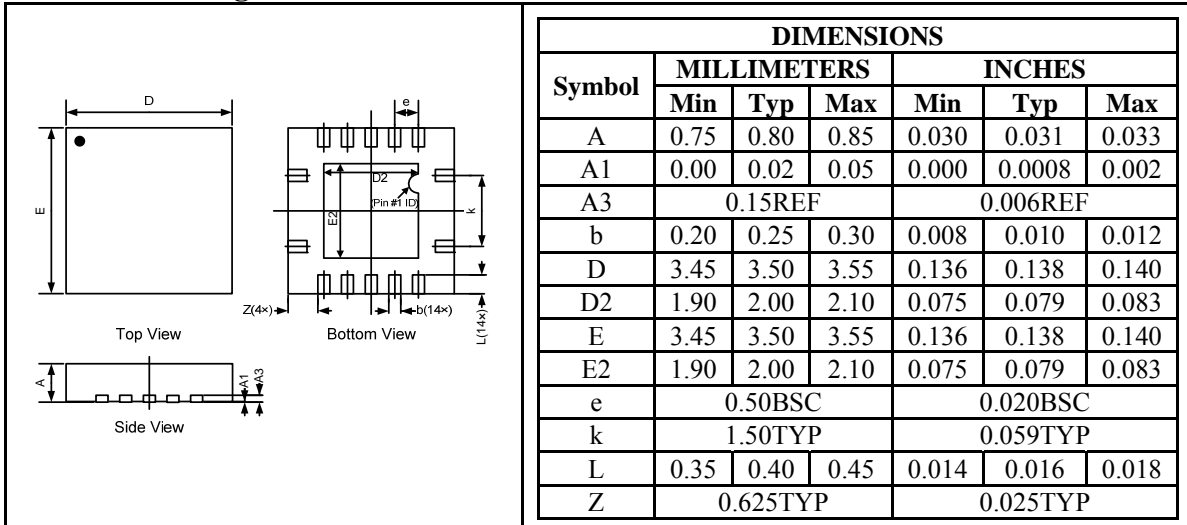 D
E
Top View
A
A1
A3
Side View
e
D2
(Pin #1 ID)
E2
k
Z(4×)
b(14×)
L(14×)
Bottom View
DIMENSIONS
Symbol MILLIMETERS INCHES
Min Typ Max Min Typ Max
A 0.75 0.80 0.85 0.030 0.031 0.033
A1 0.00 0.02 0.05 0.000 0.0008 0.002
A3 0.15REF 0.006REF
b 0.20 0.25 0.30 0.008 0.010 0.012
D 3.45 3.50 3.55 0.136 0.138 0.140
D2 1.90 2.00 2.10 0.075 0.079 0.083
E 3.45 3.50 3.55 0.136 0.138 0.140
E2 1.90 2.00 2.10 0.075 0.079 0.083
e 0.50BSC 0.020BSC
k 1.50TYP 0.059TYP
L 0.35 0.40 0.45 0.014 0.016 0.018
Z 0.625TYP 0.025TYP